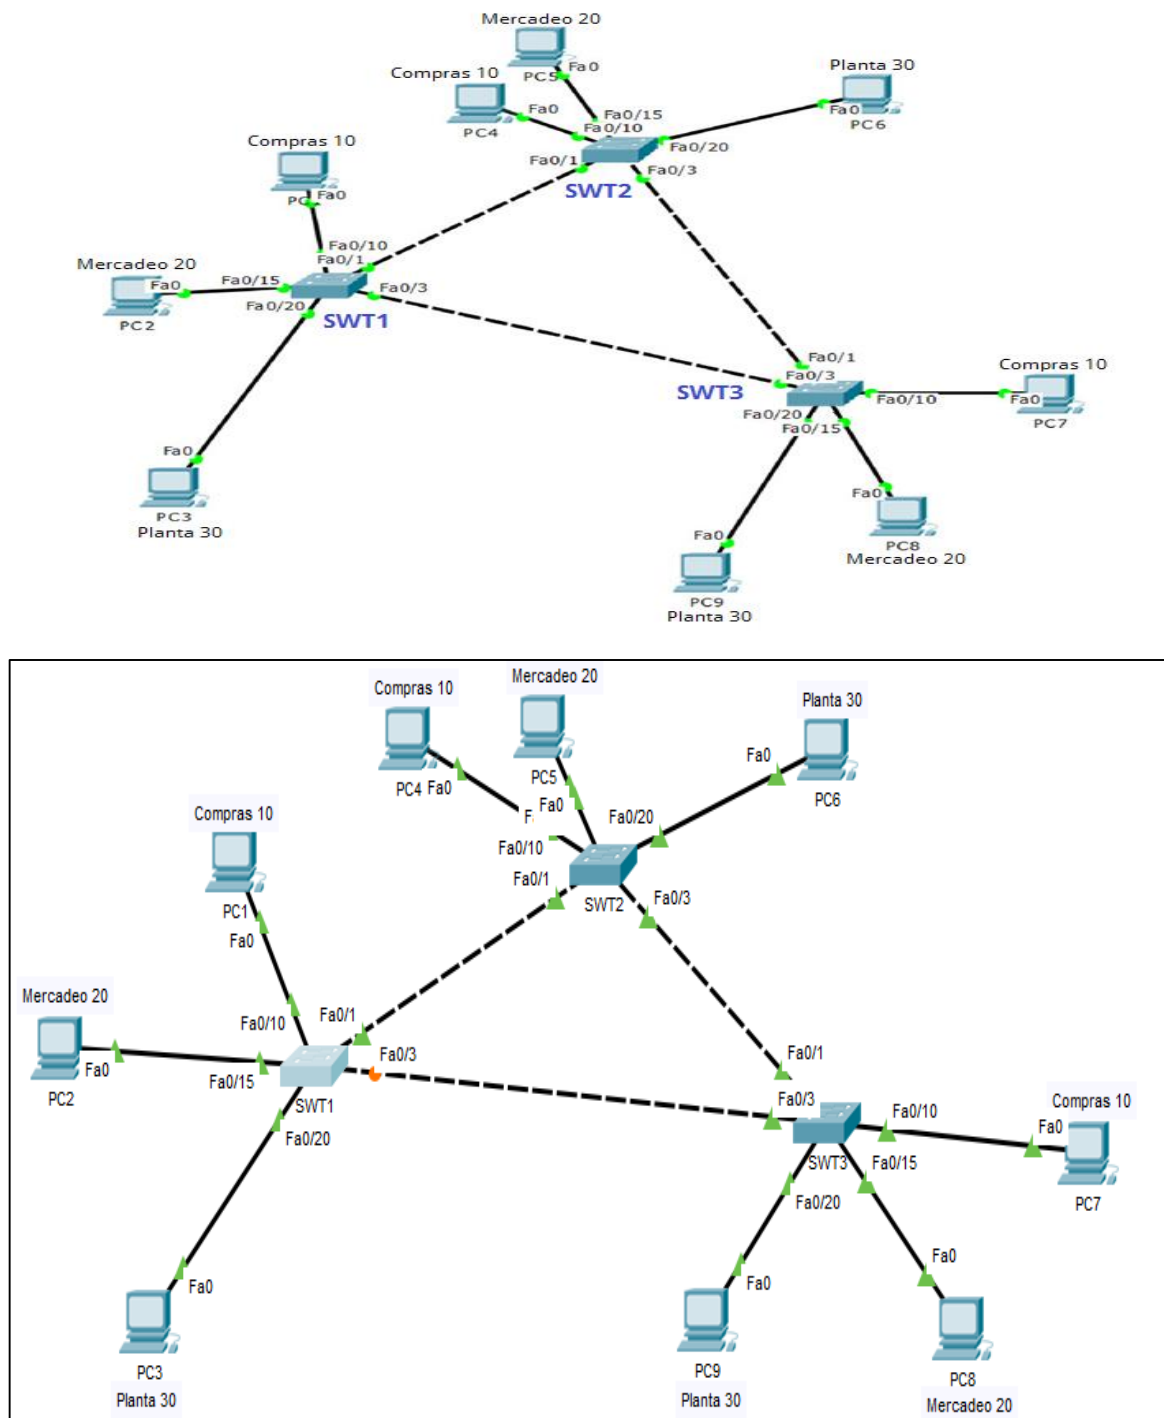 Mercadeo 20
Planta 30
Compras 10
Fa0
PC5
Fa0
Fa0
Fa0/15
PC4
Fa0/10
PC6
Compras 10
Fa0/1
Fa0/20
Fa0/3
SWT2
Fa0
Fa0/10
Mercadeo 20
Fa0/1
Fa0/15
Fa0
Fa0/3
Fa0/20
PC2
SWT1
Fa0/1
Compras 10
Fa0/3
SWT3
Fa0/10
Fa0
Fa0/20
PC7
Fa0/15
Fa0
Fa0
PC3
Planta 30
Fa0
PC8
Mercadeo 20
PC9
Planta 30
Mercadeo 20
Compras 10
Planta 30
Fa0
PC5
PC4
Fa0
PC6
Fa0
Compras 10
Fa0/20
Fa0/10
Fa0/1
SWT2
Fa0/3
PC1
Fa0
Mercadeo 20
Fa0/1
Fa0/10
Fa0/3
Fa0/1
Fa0
Fa0/15
PC2
SWT1
Fa0/3
Fa0/10
Compras 10
Fa0
Fa0/20
SWT3
Fa0/15
Fa0/20
PC7
Fa0
Fa0
Fa0
PC3
PC9
PC8
Planta 30
Planta 30
Mercadeo 20